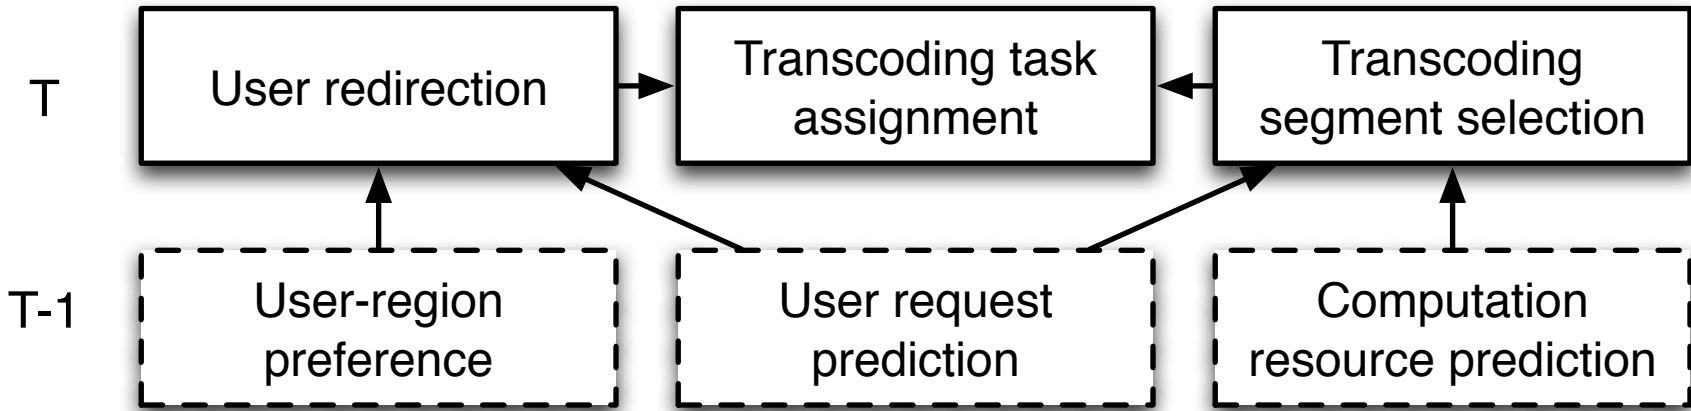 T
User redirection
Transcoding task
assignment
Transcoding
segment selection
T-1
User-region
preference
User request
prediction
Computation
resource prediction